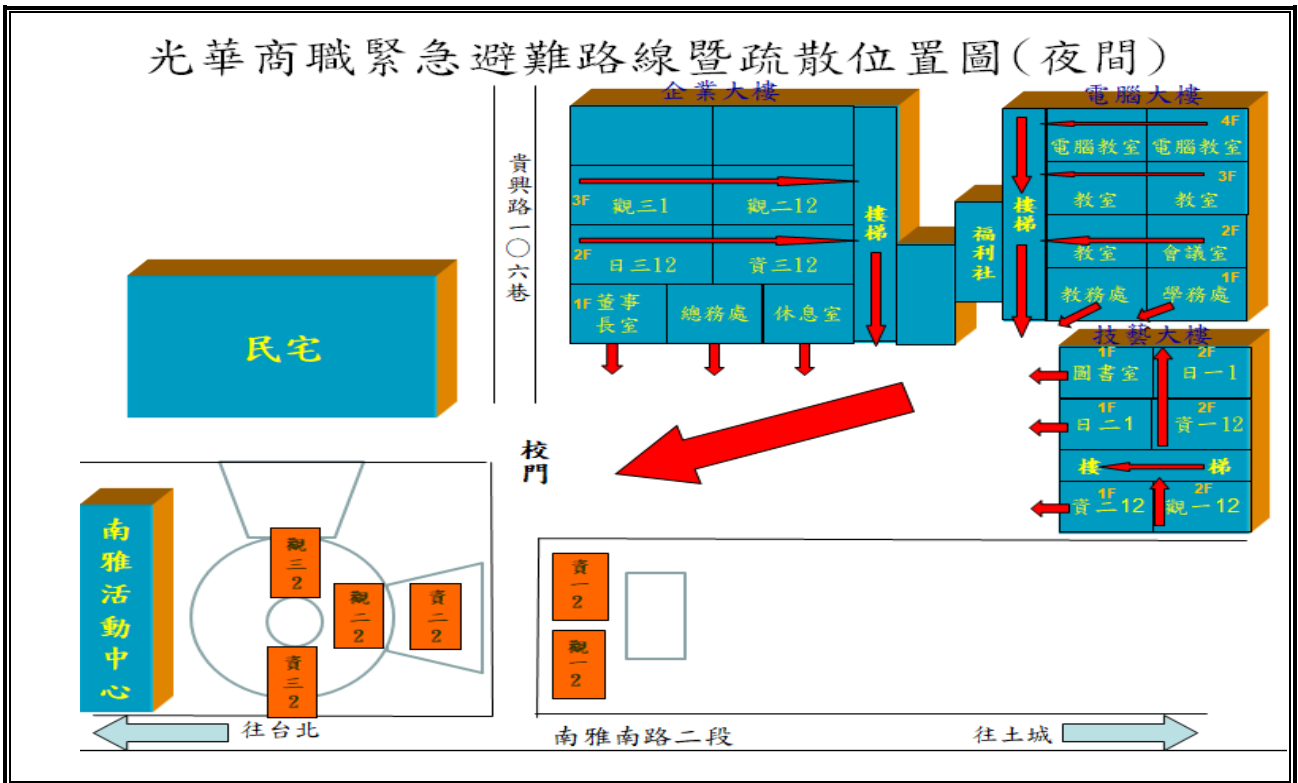 光華商職緊急避難路線暨疏散位置圖(夜間)
企業大樓
電腦大樓
貴興路一〇六巷
4F
電腦教室 電腦教室
3F
教室 教室
2F
教室 會議室
1F
教務處 學務處
樓梯
福利社
3F 觀三1 觀二12
樓梯
2F 日三12 資三12
1F 董事長室 總務處 休息室
民宅
技藝大樓
1F 2F
圖書室 日一1
1F 2F
日二1 資一12
樓 梯
1F 2F
資二12 觀一12
校門
南雅活動中心
觀三2
觀二2
資二2
資三2
資一2
觀一2
往台北
南雅南路二段
往土城